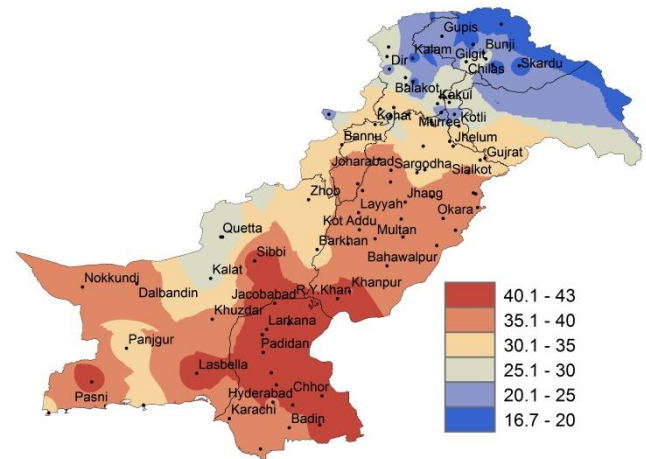 Gupis
Kalam
Gilgit
Bunji
Dir
Chilas
Skardu
Balakot
Kakul
Kohat
Murree
Kotli
Bannu
Jhelum
Gujrat
Joharabad
Sargodha
Sialkot
Zhob
Layyah
Jhang
Kot Addu
Okara
Quetta
Barkhan
Multan
Sibbi
Bahawalpur
Kalat
Nokkundi
Dalbandin
Jacobabad
R.Y.Khan
Khanpur
Khuzdar
Larkana
Panjgur
Padidan
Lasbella
Pasni
Hyderabad
Chhor
Karachi
Badin
40.1 - 43
35.1 - 40
30.1 - 35
25.1 - 30
20.1 - 25
16.7 - 20